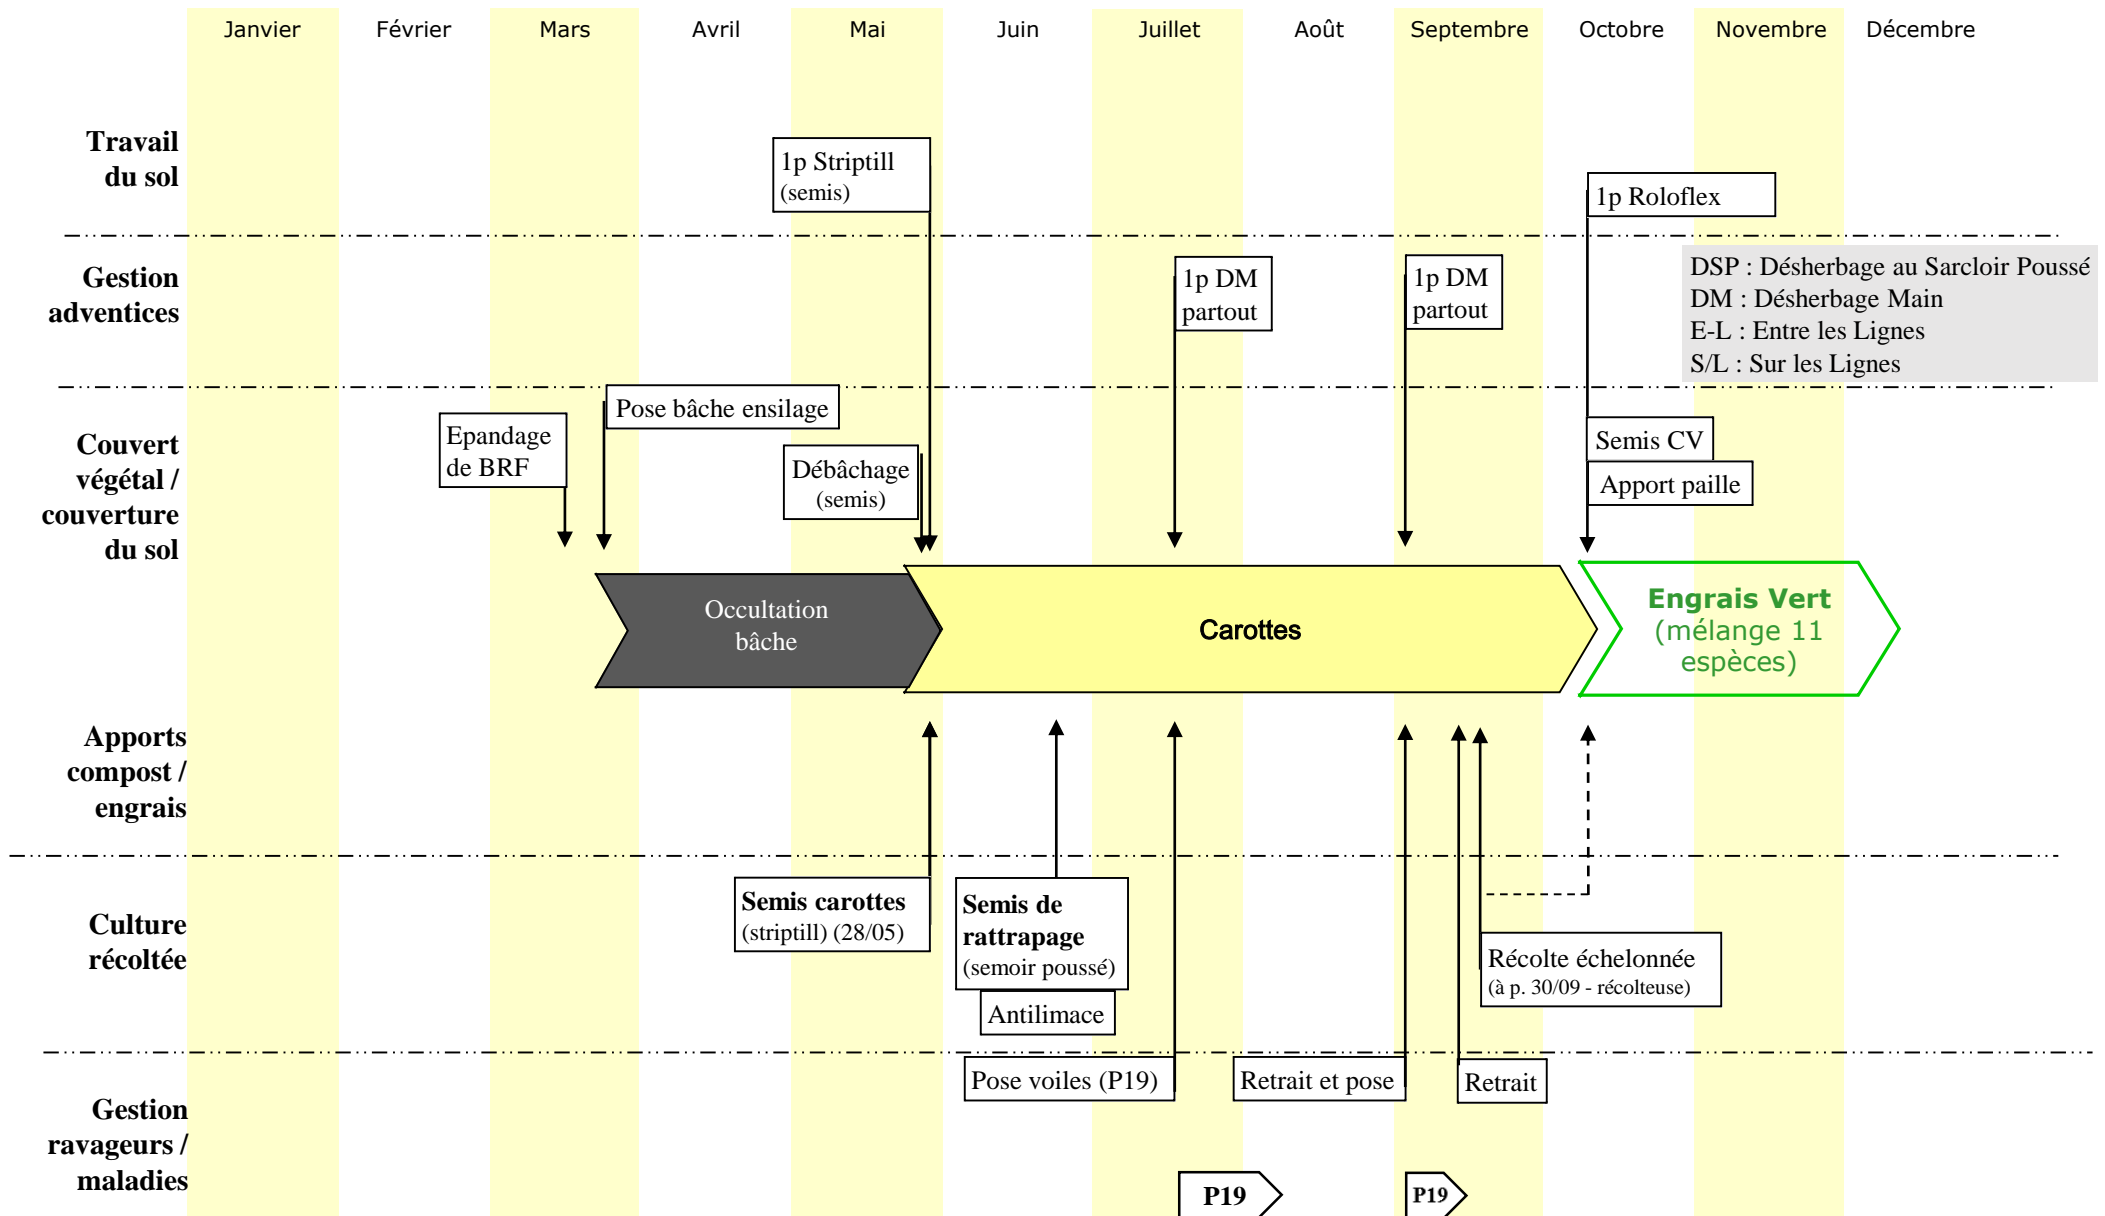 Janvier Février Mars Avril Mai Juin Juillet Août Septembre Octobre Novembre Décembre
Travail
du sol
1p Striptill
(semis)
1p Roloflex
Gestion
adventices
1p DM
partout
1p DM
partout
DSP : Désherbage au Sarcloir Poussé
DM : Désherbage Main
E-L : Entre les Lignes
S/L : Sur les Lignes
Couvert
végétal /
couverture
du sol
Epandage
de BRF
Pose bâche ensilage
Débâchage
(semis)
Semis CV
Apport paille
Occultation
bâche
Carottes
Engrais Vert
(mélange 11
espèces)
Apports
compost /
engrais
Culture
récoltée
Semis carottes
(striptill) (28/05)
Semis de
rattrapage
(semoir poussé)
Antilimace
Récolte échelonnée
(à p. 30/09 - récolteuse)
Gestion
ravageurs /
maladies
Pose voiles (P19)
Retrait et pose
Retrait
P19
P19